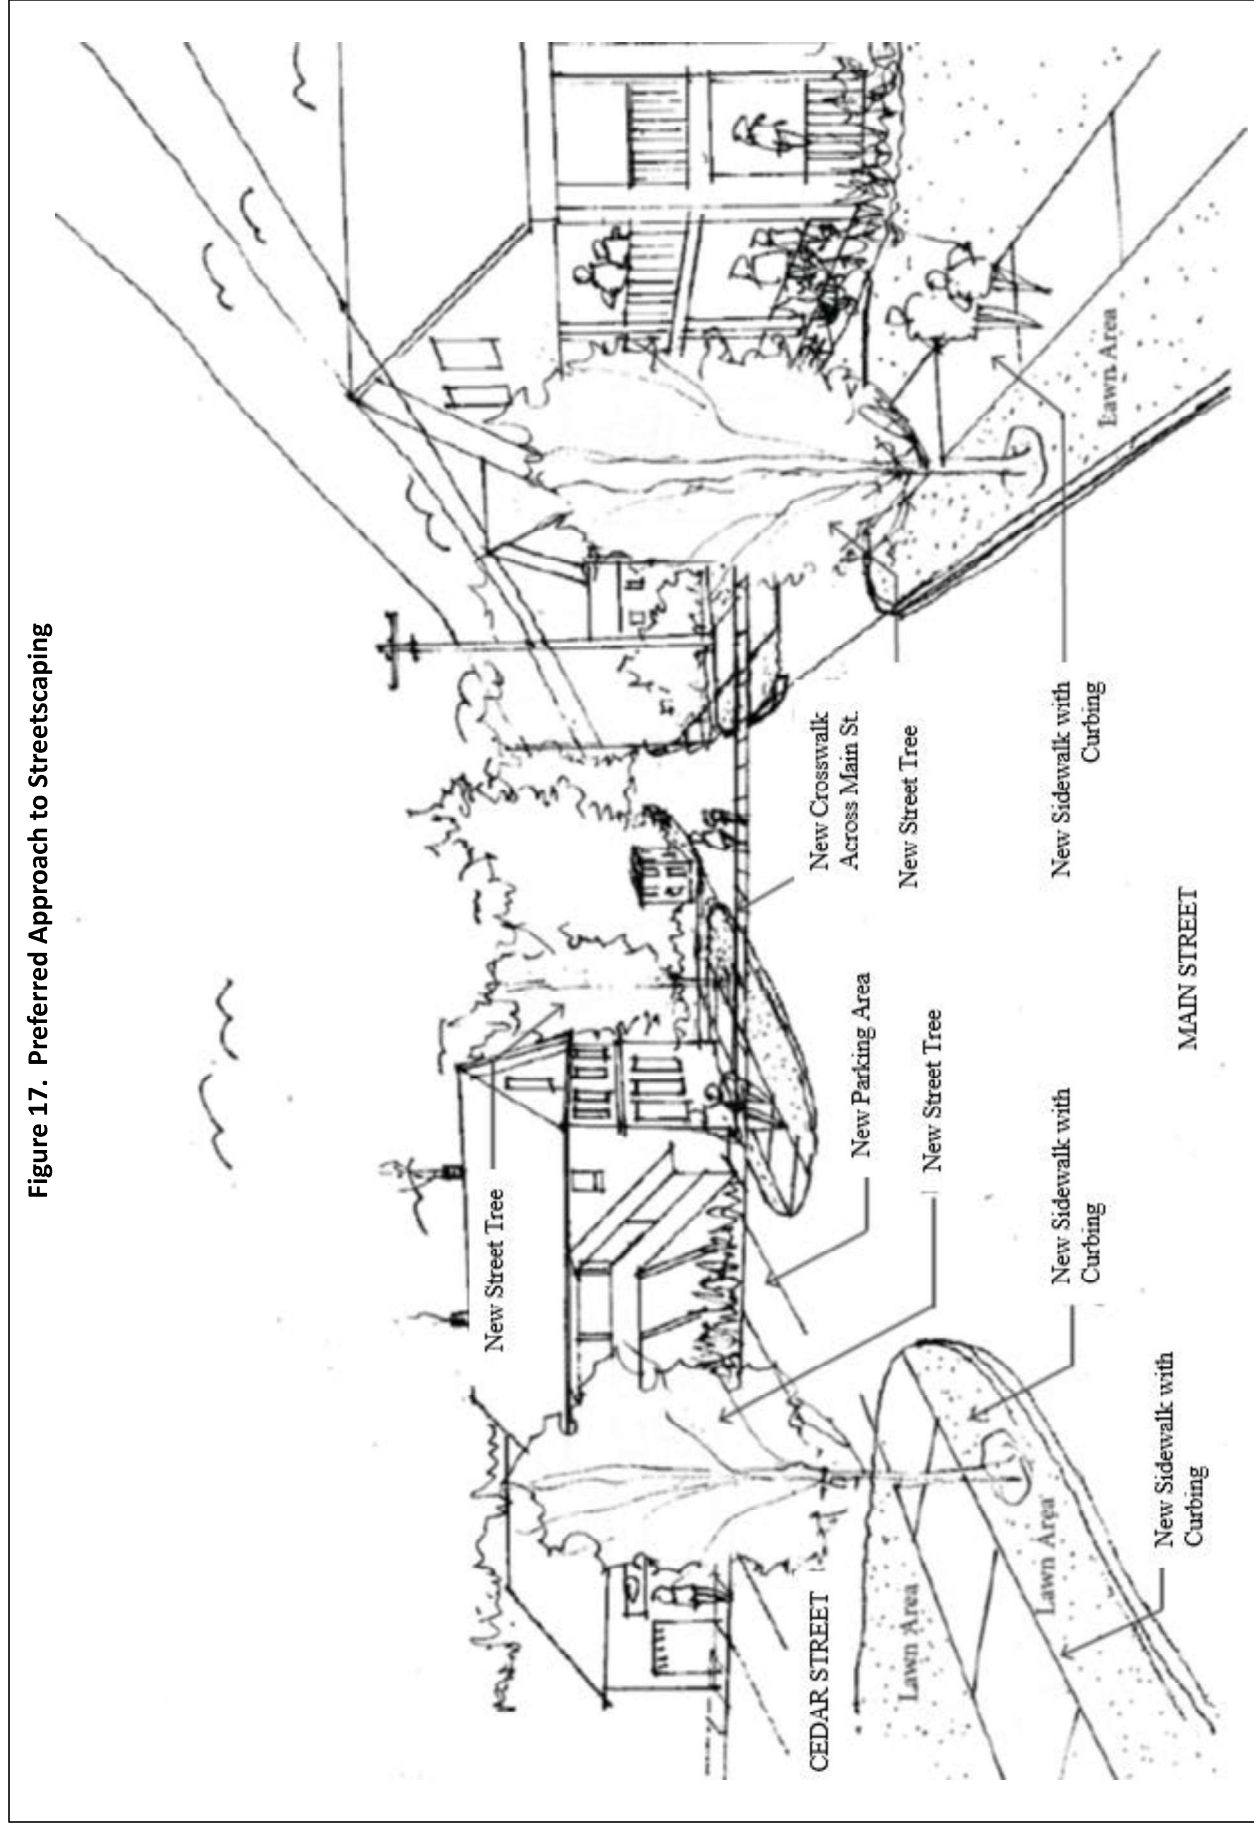 Figure 17. Preferred Approach to Streetscaping
New Street Tree
CEDAR STREET
Lawn Area
Lawn Area
New Sidewalk with
Curbing
New Sidewalk with
Curbing
New Parking Area
New Street Tree
New Crosswalk
Across Main St.
New Street Tree
New Sidewalk with
Curbing
Lawn Area
MAIN STREET